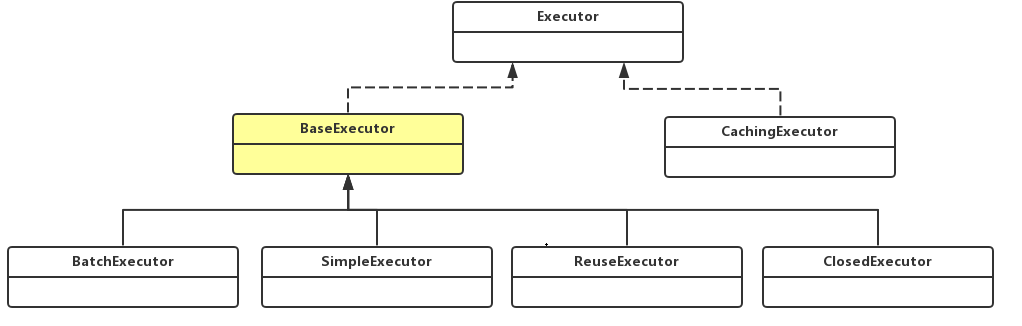 Executor
BaseExecutor
CachingExecutor
BatchExecutor
SimpleExecutor
ReuseExecutor
ClosedExecutor